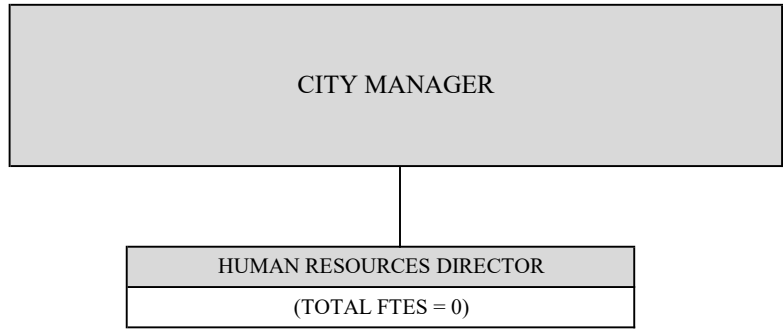 CITY MANAGER
HUMAN RESOURCES DIRECTOR
(TOTAL FTES = 0)